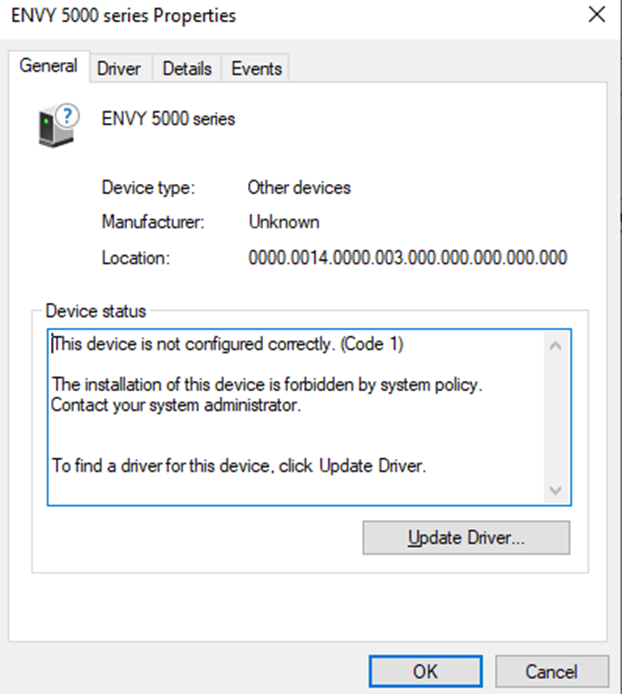 ENVY 5000 series Properties
General Driver Details Events
ENVY 5000 series
Device type: Other devices
Manufacturer: Unknown
Location: 0000.0014.0000.003.000.000.000.000.000
Device status
This device is not configured correctly. (Code 1)
The installation of this device is forbidden by system policy.
Contact your system administrator.
To find a driver for this device, click Update Driver.
Update Driver...
OK Cancel